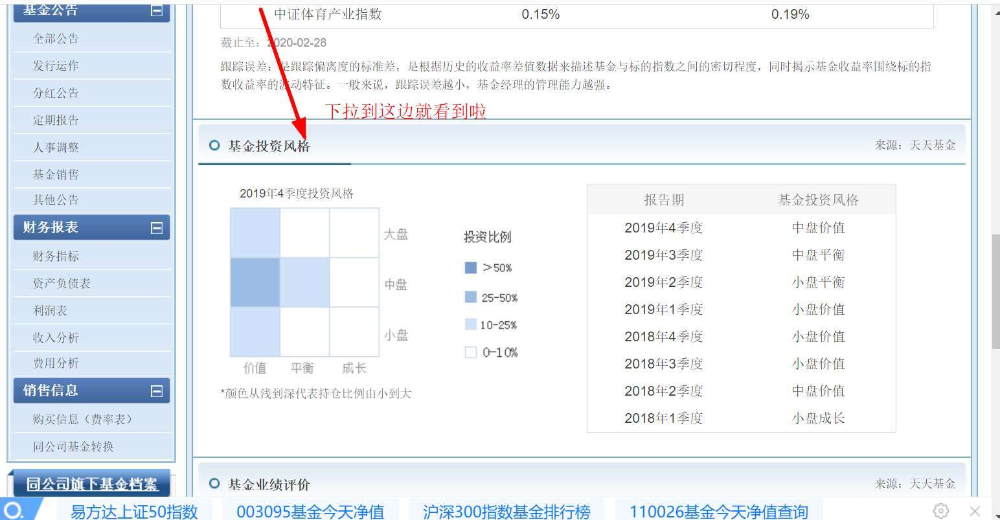 基金公告
全部公告
发行运作
分红公告
定期报告
人事调整
基金销售
其他公告
财务报表
财务指标
资产负债表
利润表
收入分析
费用分析
销售信息
购买信息（费率表）
同公司基金转换
同公司旗下基金档案
中证体育产业指数 0.15% 0.19%
截止至：2020-02-28
跟踪误差：是跟踪偏离度的标准差，是根据历史的收益率差值数据来描述基金与标的指数之间的密切程度，同时揭示基金收益率围绕标的指
数收益率的波动特征。一般来说，跟踪误差越小，基金经理的管理能力越强。
下拉到这边就看到啦
基金投资风格 来源：天天基金
2019年4季度投资风格
大盘
中盘
小盘
价值 平衡 成长
*颜色从浅到深代表持仓比例由小到大
投资比例
>50%
25-50%
10-25%
0-10%
报告期 基金投资风格
2019年4季度 中盘价值
2019年3季度 中盘平衡
2019年2季度 小盘平衡
2019年1季度 小盘价值
2018年4季度 小盘价值
2018年3季度 小盘价值
2018年2季度 中盘价值
2018年1季度 小盘成长
基金业绩评价 来源：天天基金
易方达上证50指数 003095基金今天净值 沪深300指数基金排行榜 110026基金今天净值查询